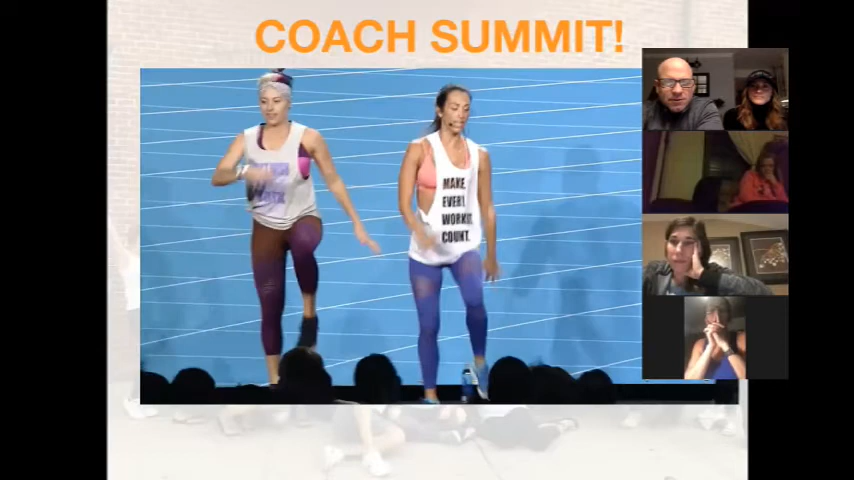 COACH SUMMIT!
MAKE
EVERY
WORKOUT
COUNT.